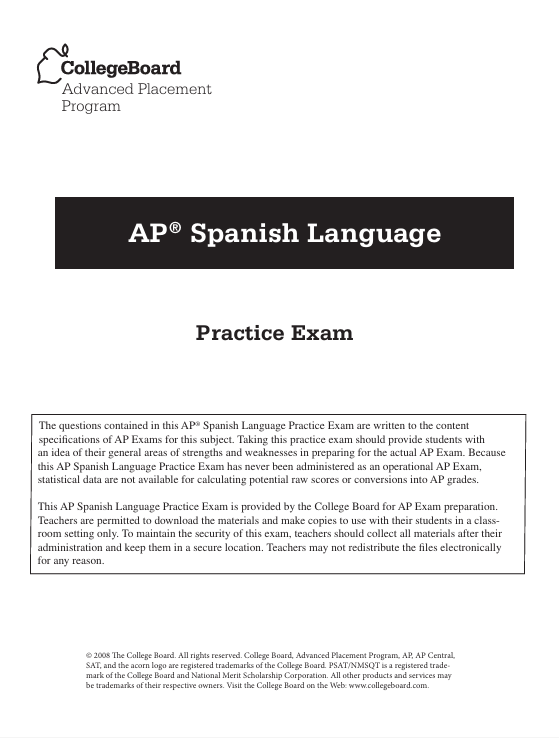 CollegeBoard
Advanced Placement
Program
AP® Spanish Language
Practice Exam
The questions contained in this AP® Spanish Language Practice Exam are written to the content
specifications of AP Exams for this subject. Taking this practice exam should provide students with
an idea of their general areas of strengths and weaknesses in preparing for the actual AP Exam. Because
this AP Spanish Language Practice Exam has never been administered as an operational AP Exam,
statistical data are not available for calculating potential raw scores or conversions into AP grades.
This AP Spanish Language Practice Exam is provided by the College Board for AP Exam preparation.
Teachers are permitted to download the materials and make copies to use with their students in a class-
room setting only. To maintain the security of this exam, teachers should collect all materials after their
administration and keep them in a secure location. Teachers may not redistribute the files electronically
for any reason.
© 2008 The College Board. All rights reserved. College Board, Advanced Placement Program, AP, AP Central,
SAT, and the acorn logo are registered trademarks of the College Board. PSAT/NMSQT is a registered trade-
mark of the College Board and National Merit Scholarship Corporation. All other products and services may
be trademarks of their respective owners. Visit the College Board on the Web: www.collegeboard.com.